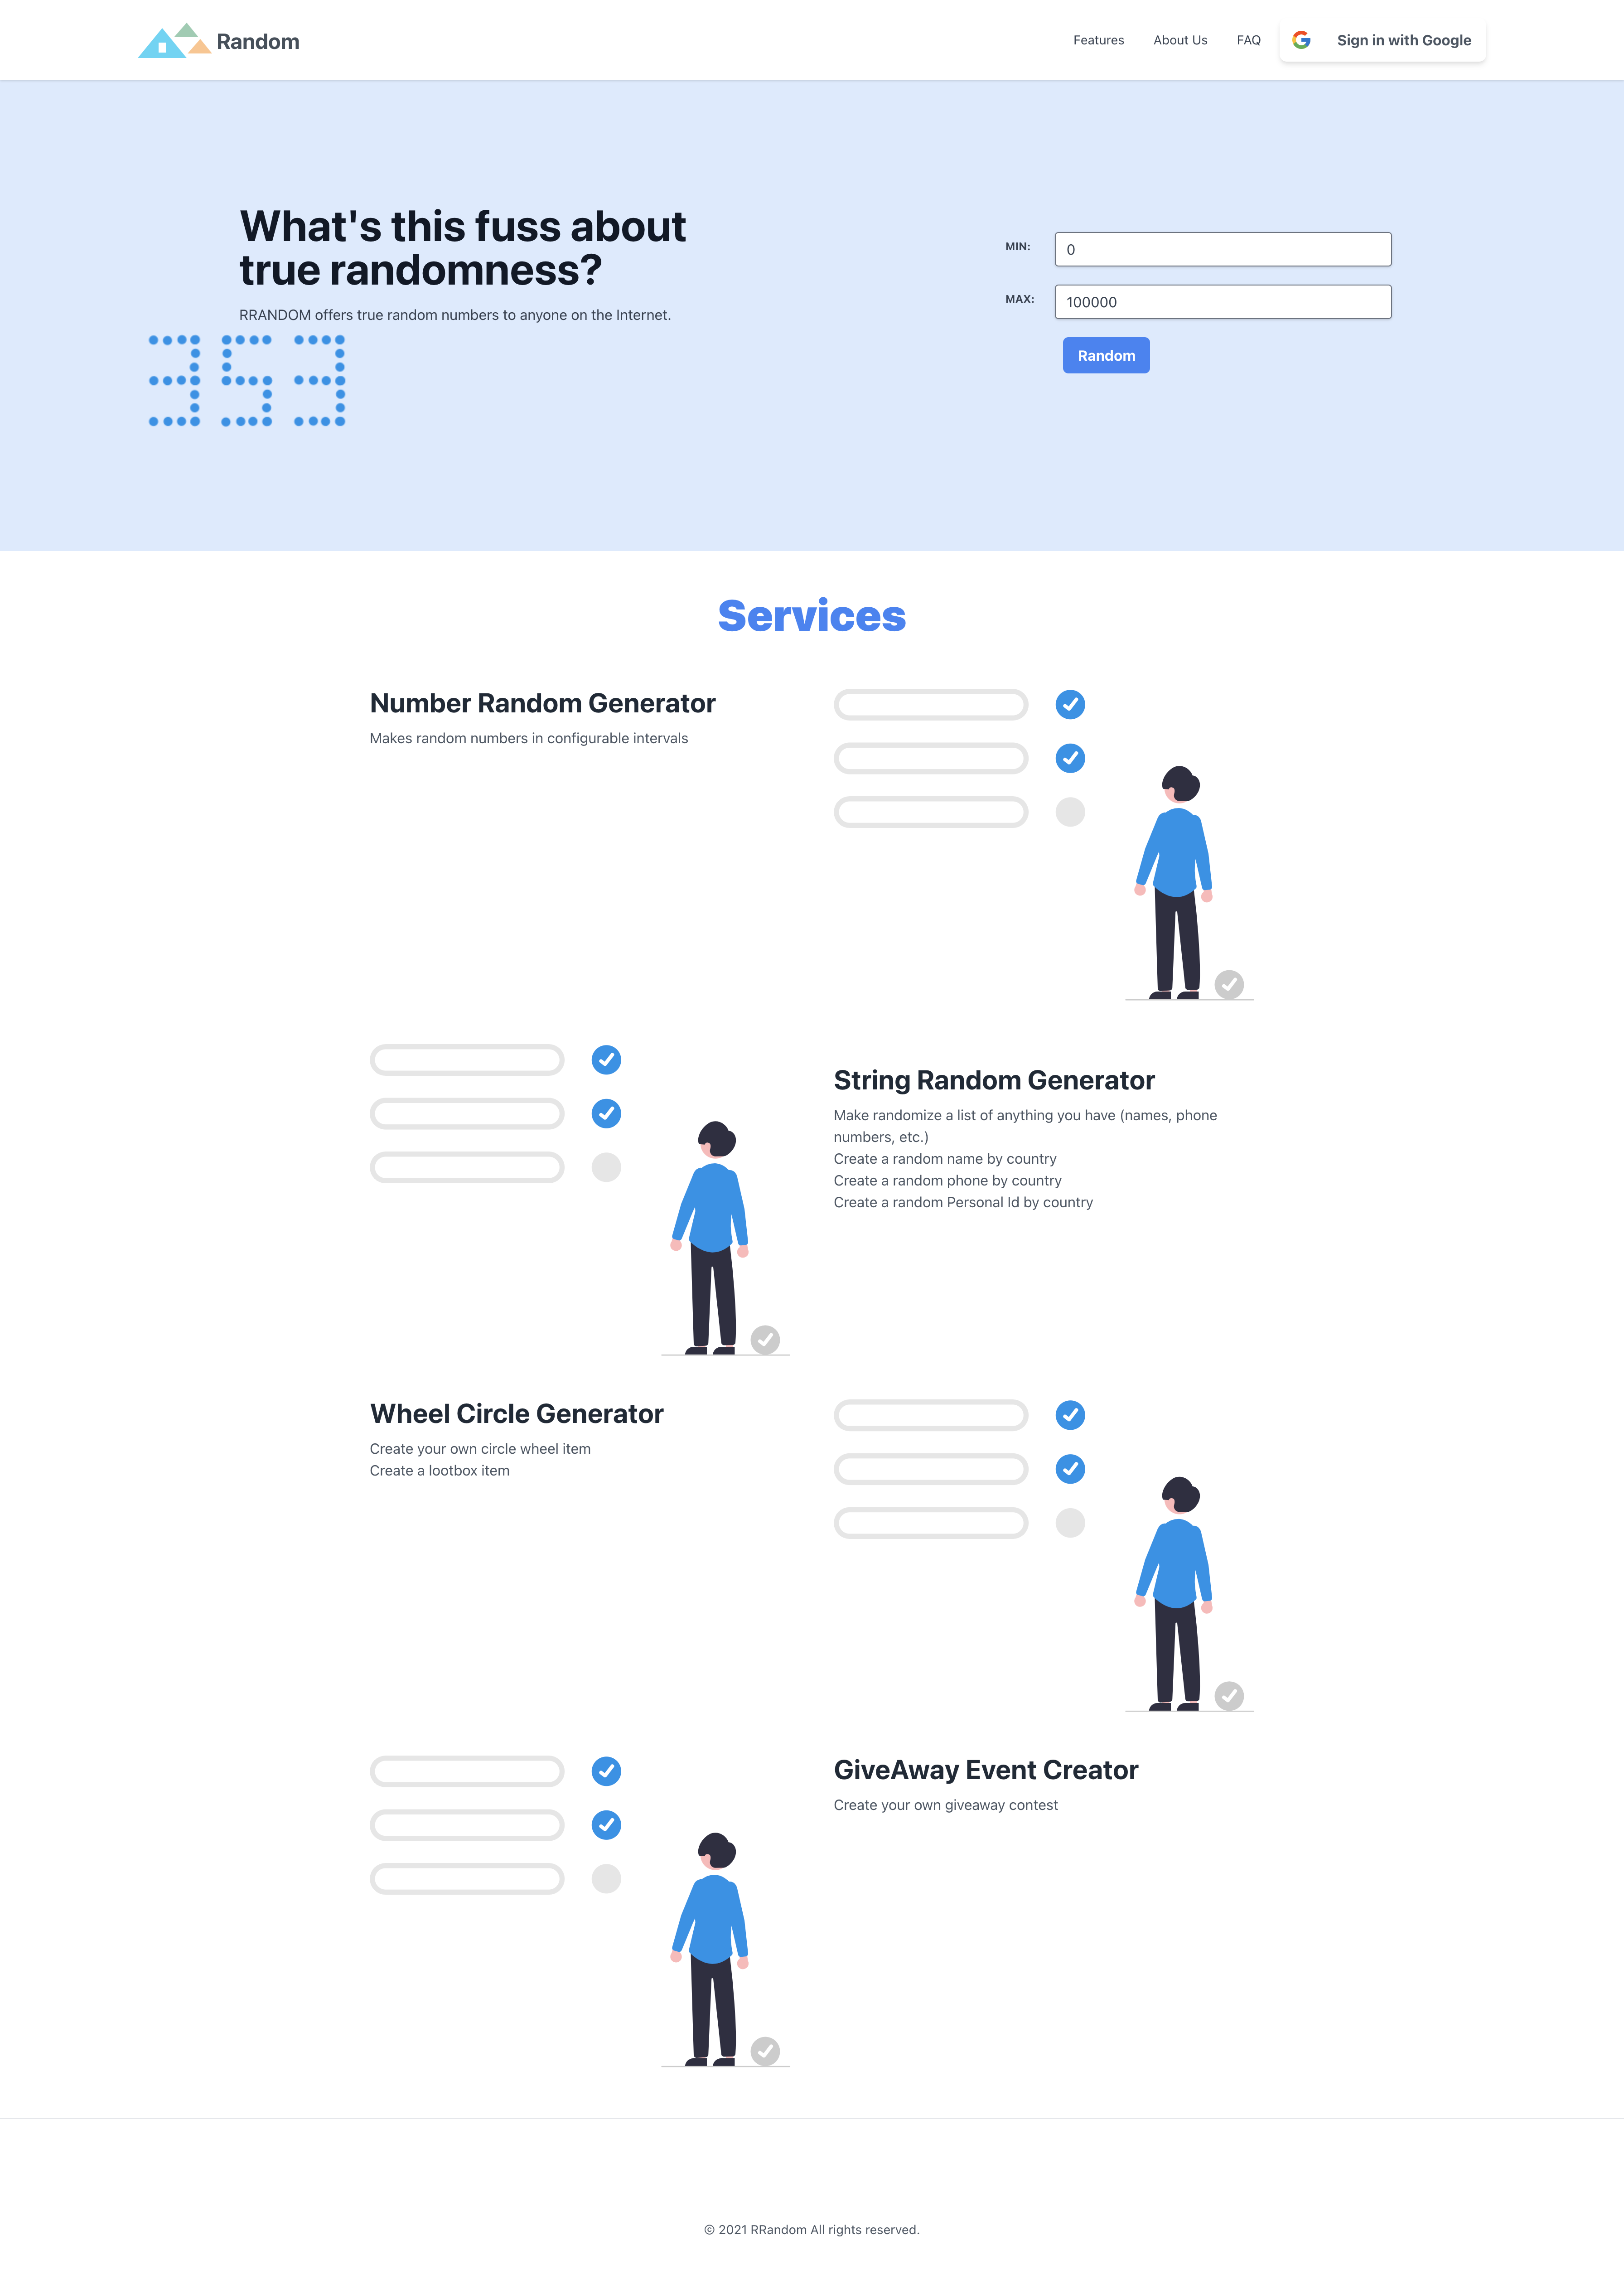 Random
Features
About Us
FAQ
Sign in with Google
What's this fuss about
true randomness?
RRANDOM offers true random numbers to anyone on the Internet.
353
MIN:
0
MAX:
100000
Random
Services
Number Random Generator
Makes random numbers in configurable intervals
String Random Generator
Make randomize a list of anything you have (names, phone
numbers, etc.)
Create a random name by country
Create a random phone by country
Create a random Personal Id by country
Wheel Circle Generator
Create your own circle wheel item
Create a lootbox item
GiveAway Event Creator
Create your own giveaway contest
© 2021 RRandom All rights reserved.